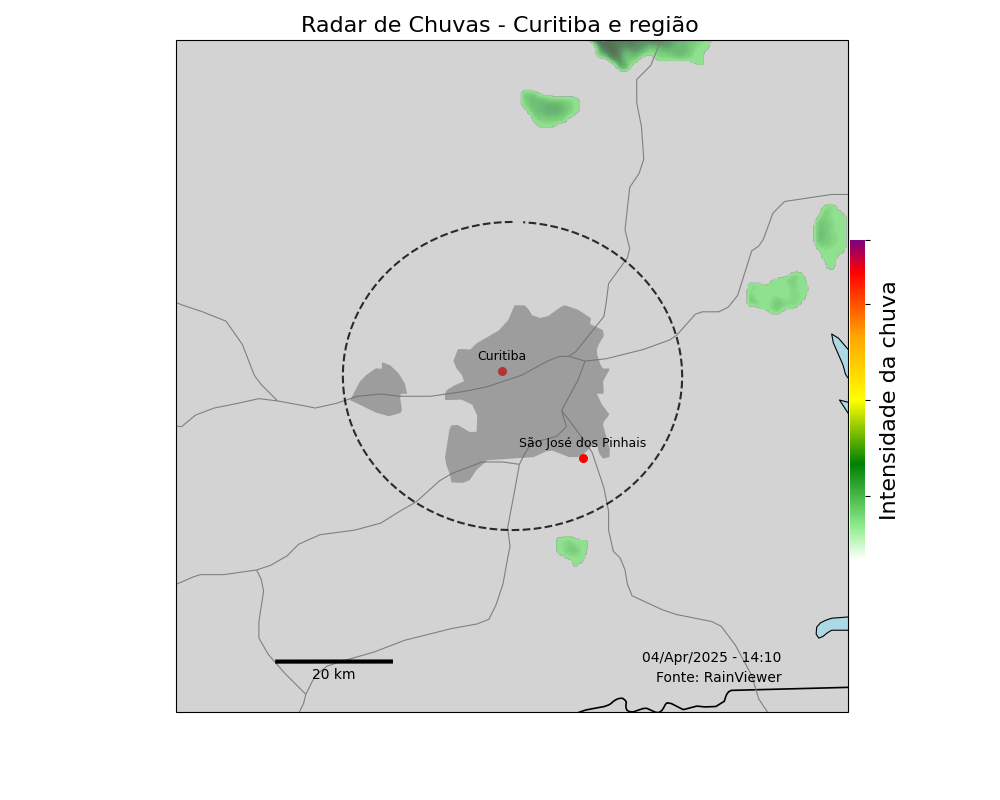 Radar de Chuvas - Curitiba e região
Curitiba
São José dos Pinhais
Intensidade da chuva
20 km
04/Apr/2025 - 14:10
Fonte: RainViewer